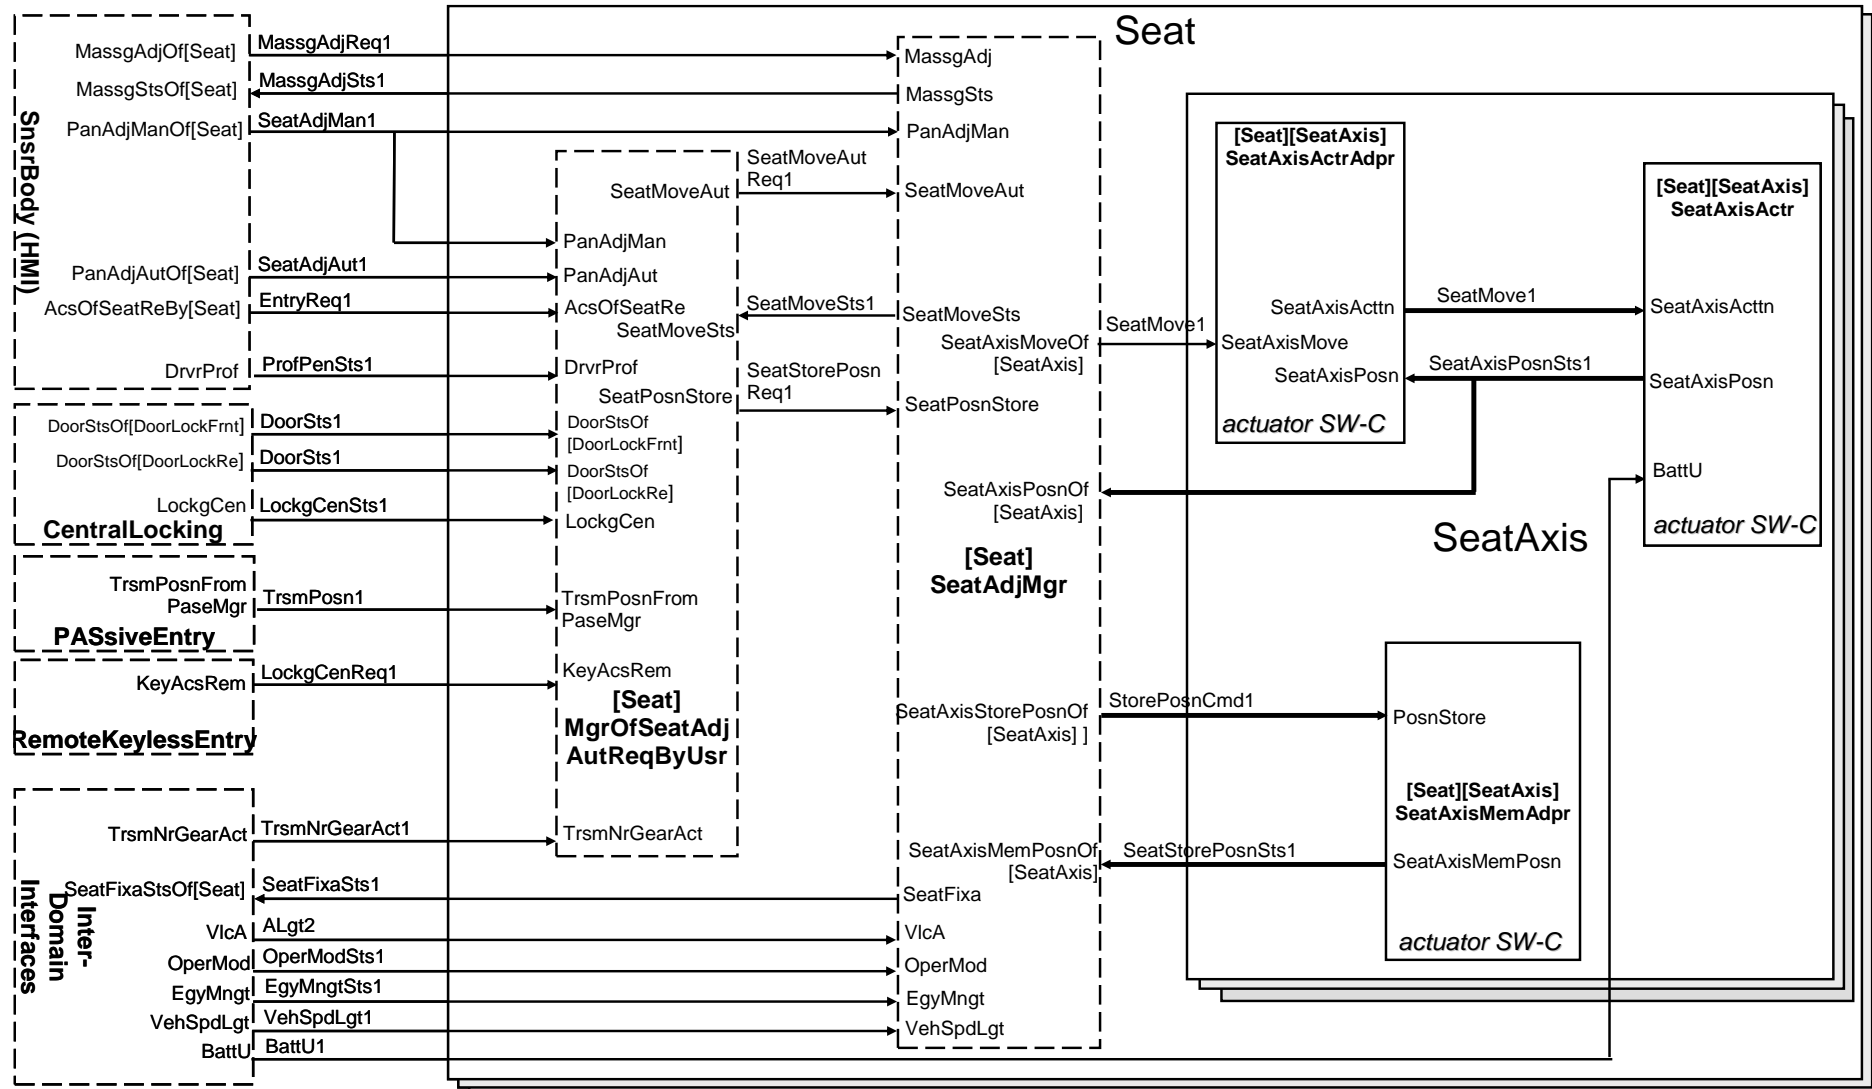 Seat
SnsrBody (HMI)
MassgAdjOf[Seat]
MassgAdjReq1
MassgAdj
MassgStsOf[Seat]
MassgAdjSts1
MassgSts
PanAdjManOf[Seat]
SeatAdjMan1
PanAdjMan
SeatMoveAut
SeatMoveAut
Req1
SeatMoveAut
PanAdjMan
PanAdjAutOf[Seat]
SeatAdjAut1
PanAdjAut
AcsOfSeatReBy[Seat]
EntryReq1
AcsOfSeatRe
SeatMoveSts
SeatMoveSts1
SeatMoveSts
DrvrProf
ProfPenSts1
DrvrProf
SeatPosnStore
SeatStorePosn
Req1
SeatPosnStore
DoorStsOf[DoorLockFrnt]
DoorSts1
DoorStsOf
[DoorLockFrnt]
DoorStsOf[DoorLockRe]
DoorSts1
DoorStsOf
[DoorLockRe]
LockgCen
LockgCenSts1
LockgCen
CentralLocking
TrsmPosnFrom
PaseMgr
TrsmPosn1
TrsmPosnFrom
PaseMgr
PASsiveEntry
KeyAcsRem
LockgCenReq1
KeyAcsRem
RemoteKeylessEntry
[Seat]
MgrOfSeatAdj
AutReqByUsr
Inter-
Domain
Interfaces
TrsmNrGearAct
TrsmNrGearAct1
TrsmNrGearAct
SeatFixaStsOf[Seat]
SeatFixaSts1
SeatFixa
VlcA
ALgt2
VlcA
OperMod
OperModSts1
OperMod
EgyMngt
EgyMngtSts1
EgyMngt
VehSpdLgt
VehSpdLgt1
VehSpdLgt
BattU
BattU1
SeatAxisMoveOf
[SeatAxis]
SeatMove1
SeatAxisPosnOf
[SeatAxis]
[Seat]
SeatAdjMgr
SeatAxisStorePosnOf
[SeatAxis] ]
StorePosnCmd1
SeatAxisMemPosnOf
[SeatAxis]
SeatStorePosnSts1
[Seat][SeatAxis]
SeatAxisActrAdpr
SeatAxisActtn
SeatAxisMove
SeatAxisPosn
actuator SW-C
SeatMove1
SeatAxisPosnSts1
[Seat][SeatAxis]
SeatAxisActr
SeatAxisActtn
SeatAxisPosn
BattU
actuator SW-C
SeatAxis
PosnStore
[Seat][SeatAxis]
SeatAxisMemAdpr
SeatAxisMemPosn
actuator SW-C